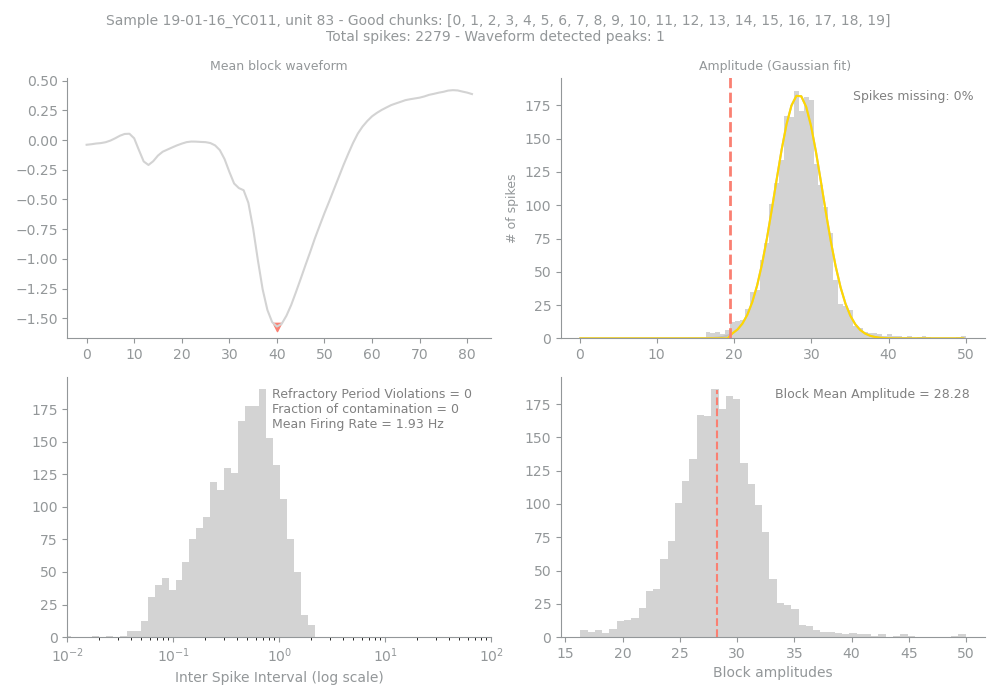 Sample 19-01-16_YC011, unit 83 - Good chunks: [0, 1, 2, 3, 4, 5, 6, 7, 8, 9, 10, 11, 12, 13, 14, 15, 16, 17, 18, 19]
Total spikes: 2279 - Waveform detected peaks: 1
Mean block waveform
0.50
0.25
0.00
−0.25
−0.50
−0.75
−1.00
−1.25
−1.50
0 10 20 30 40 50 60 70 80
Amplitude (Gaussian fit)
Spikes missing: 0%
# of spikes
175
150
125
100
75
50
25
0
0 10 20 30 40 50
Refractory Period Violations = 0
Fraction of contamination = 0
Mean Firing Rate = 1.93 Hz
175
150
125
100
75
50
25
0
10⁻² 10⁻¹ 10⁰ 10¹ 10²
Inter Spike Interval (log scale)
Block Mean Amplitude = 28.28
175
150
125
100
75
50
25
0
15 20 25 30 35 40 45 50
Block amplitudes